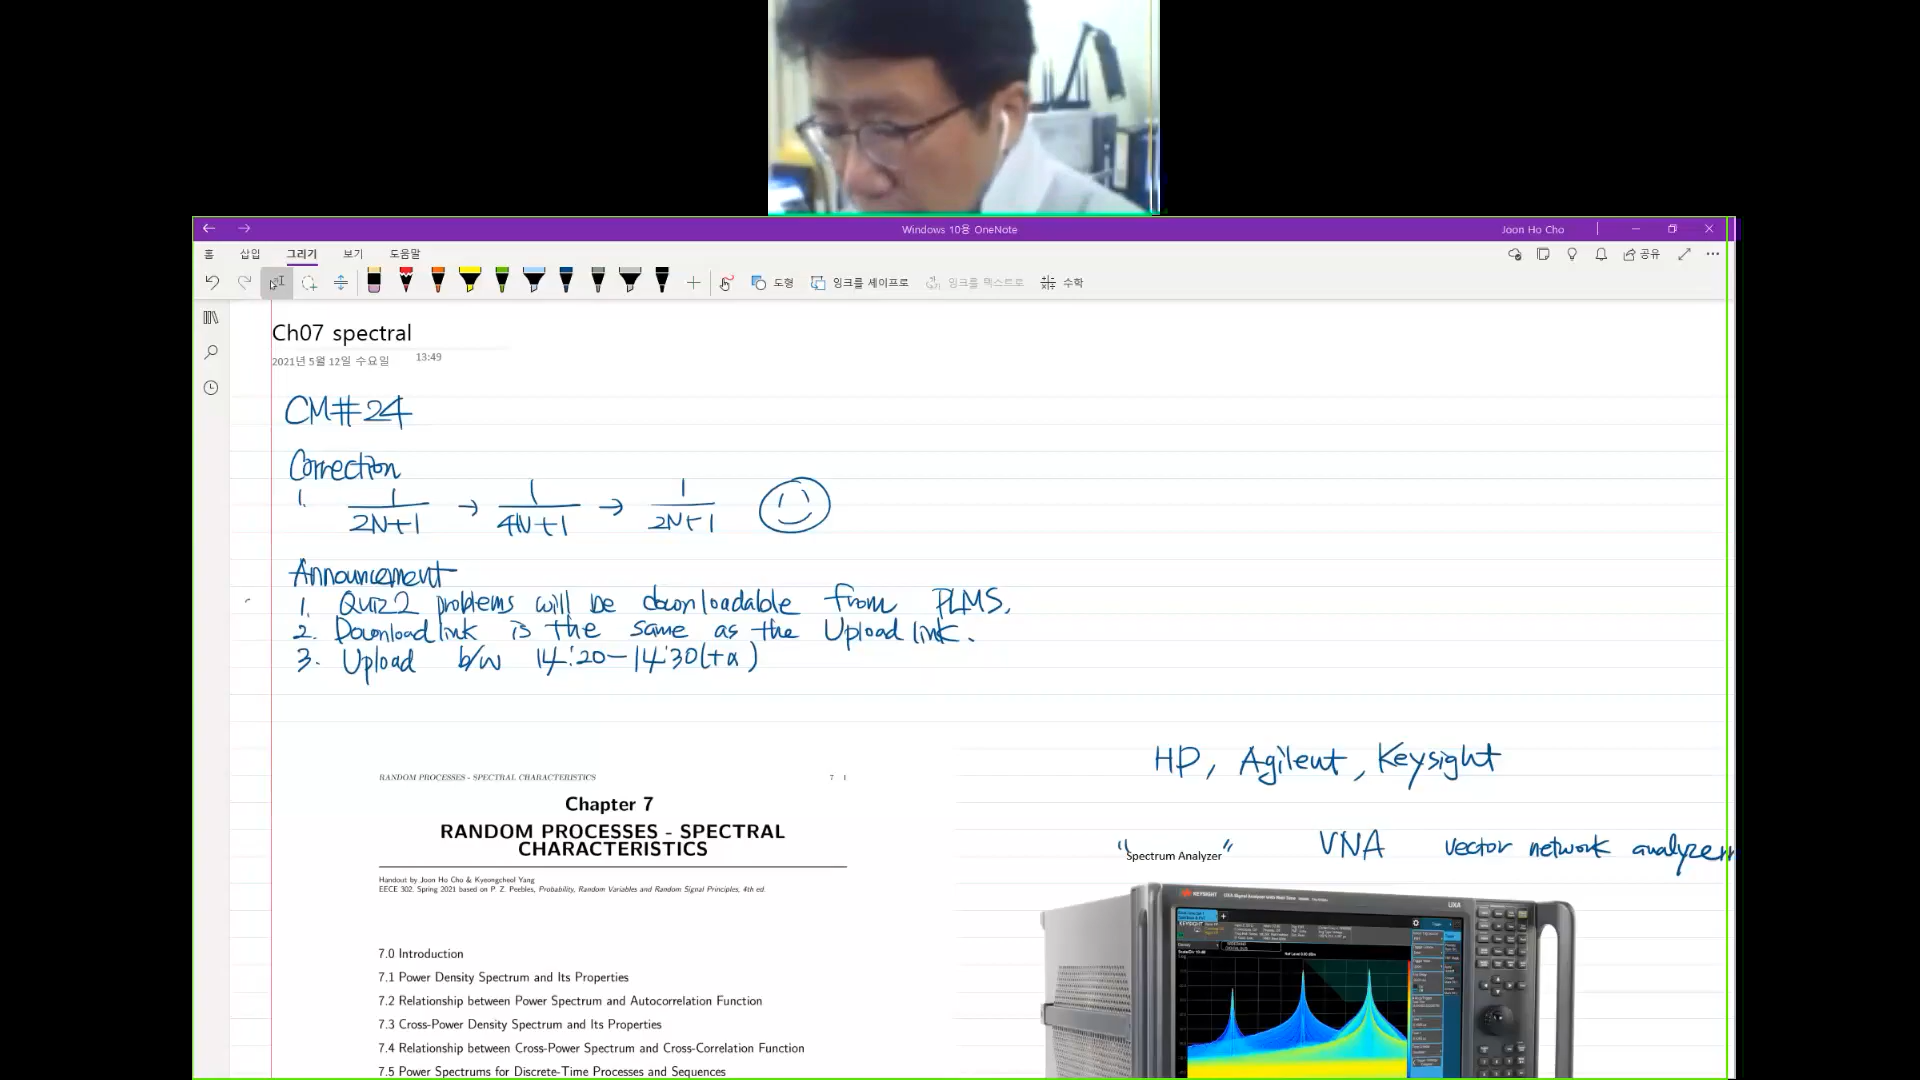 Windows 10용 OneNote
Joon Ho Cho
홈 삽입 그리기 보기 도움말
공유
도형 잉크를 셰이프로 잉크를 텍스트로 수학
Ch07 spectral
2021년 5월 12일 수요일 13:49
CM#24
Correction
1. 1/2N+1 → 1/4N+1 → 1/2N+1
Announcement
1. Quiz 2 problems will be downloadable from PLMS.
2. Download link is the same as the Upload link.
3. Upload b/w 14:20-14:30(+α)
RANDOM PROCESSES - SPECTRAL CHARACTERISTICS 7 1
Chapter 7
RANDOM PROCESSES - SPECTRAL
CHARACTERISTICS
Handout by Joon Ho Cho & Kyeongcheol Yang
EECE 302. Spring 2021 based on P. Z. Peebles, Probability, Random Variables and Random Signal Principles, 4th ed.
7.0 Introduction
7.1 Power Density Spectrum and Its Properties
7.2 Relationship between Power Spectrum and Autocorrelation Function
7.3 Cross-Power Density Spectrum and Its Properties
7.4 Relationship between Cross-Power Spectrum and Cross-Correlation Function
7.5 Power Spectrums for Discrete-Time Processes and Sequences
HP, Agilent, Keysight
"Spectrum Analyzer" VNA vector network analyzer
KEYSIGHT
UXA